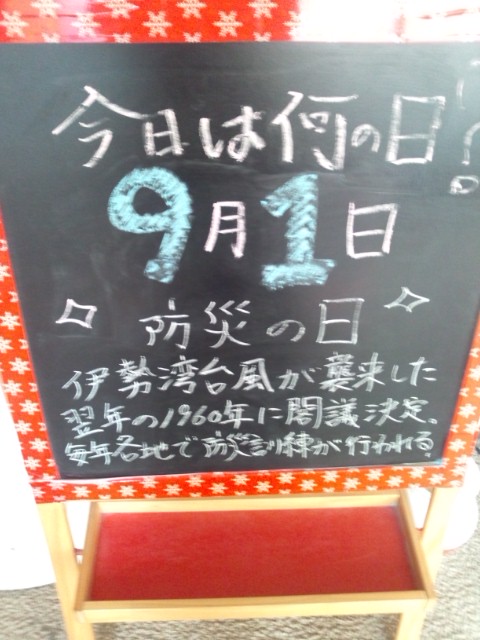 今日は何の日?
9月1日
防災の日
伊勢湾台風が襲来した
翌年の1960年に閣議決定、
毎年各地で防災訓練が行われる。